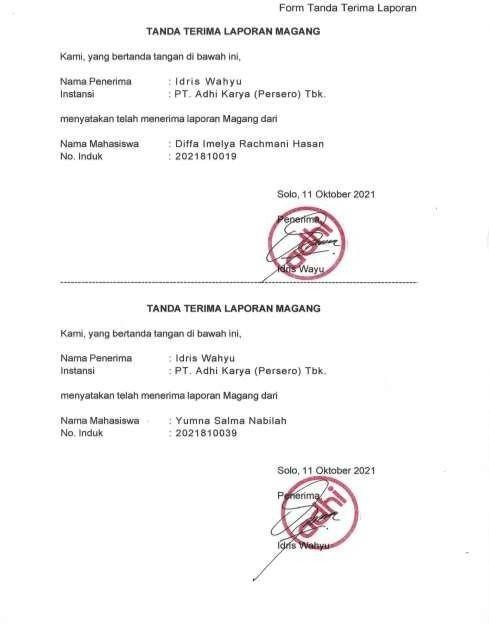 Form Tanda Terima Laporan
TANDA TERIMA LAPORAN MAGANG
Kami, yang bertanda tangan di bawah ini,
Nama Penerima : Idris Wahyu
Instansi : PT. Adhi Karya (Persero) Tbk.
menyatakan telah menerima laporan Magang dari
Nama Mahasiswa : Diffa Imelya Rachmani Hasan
No. Induk : 2021810019
Solo, 11 Oktober 2021
Penerima,
adhi
Idris Wayu
TANDA TERIMA LAPORAN MAGANG
Kami, yang bertanda tangan di bawah ini,
Nama Penerima : Idris Wahyu
Instansi : PT. Adhi Karya (Persero) Tbk.
menyatakan telah menerima laporan Magang dari
Nama Mahasiswa : Yumna Salma Nabilah
No. Induk : 2021810039
Solo, 11 Oktober 2021
Penerima,
adhi
Idris Wahyu